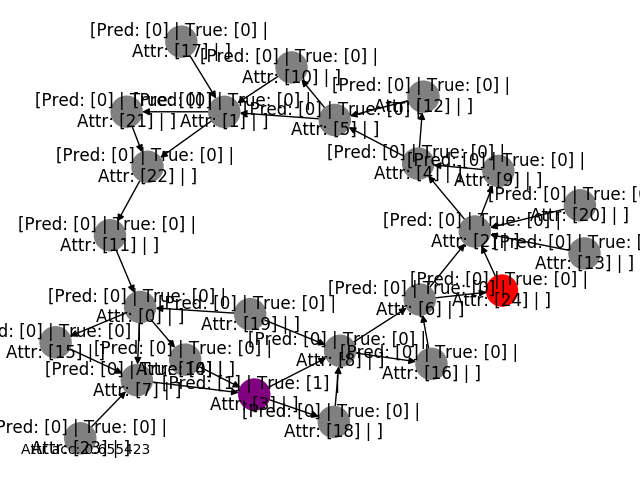 [Pred: [0] | True: [0] |
Attr: [17] | ]
[Pred: [0] | True: [0] |
Attr: [10] | ]
[Pred: [0] | True: [0] |
Attr: [12] | ]
[Pred: [0] | True: [0] |
Attr: [21] | ]
[Pred: [0] | True: [0] |
Attr: [1] | ]
[Pred: [0] | True: [0] |
Attr: [5] | ]
[Pred: [0] | True: [0] |
Attr: [22] | ]
[Pred: [0] | True: [0] |
Attr: [4] | ]
[Pred: [0] | True: [0] |
Attr: [9] | ]
[Pred: [0] | True: [0]
Attr: [20] | ]
[Pred: [0] | True: [0] |
Attr: [11] | ]
[Pred: [0] | True: [0] |
Attr: [2] | ]
[Pred: [0] | True: [0]
Attr: [13] | ]
[Pred: [0] | True: [0] |
Attr: [24] | ]
[Pred: [0] | True: [0] |
Attr: [6] | ]
[Pred: [0] | True: [0] |
Attr: [0] | ]
[Pred: [0] | True: [0] |
Attr: [19] | ]
d: [0] | True: [0] |
Attr: [15] | ]
[Pred: [0] | True: [0] |
Attr: [8] | ]
[Pred: [0] | True: [0] |
Attr: [16] | ]
[Pred: [0] | True: [0] |
[Pred: [0] | True: [0] |
Attr: [7] | ]
[Pred: [1] | True: [1] |
Attr: [3] | ]
[Pred: [0] | True: [0] |
Attr: [18] | ]
Pred: [0] | True: [0] |
Attr: [23] | ]